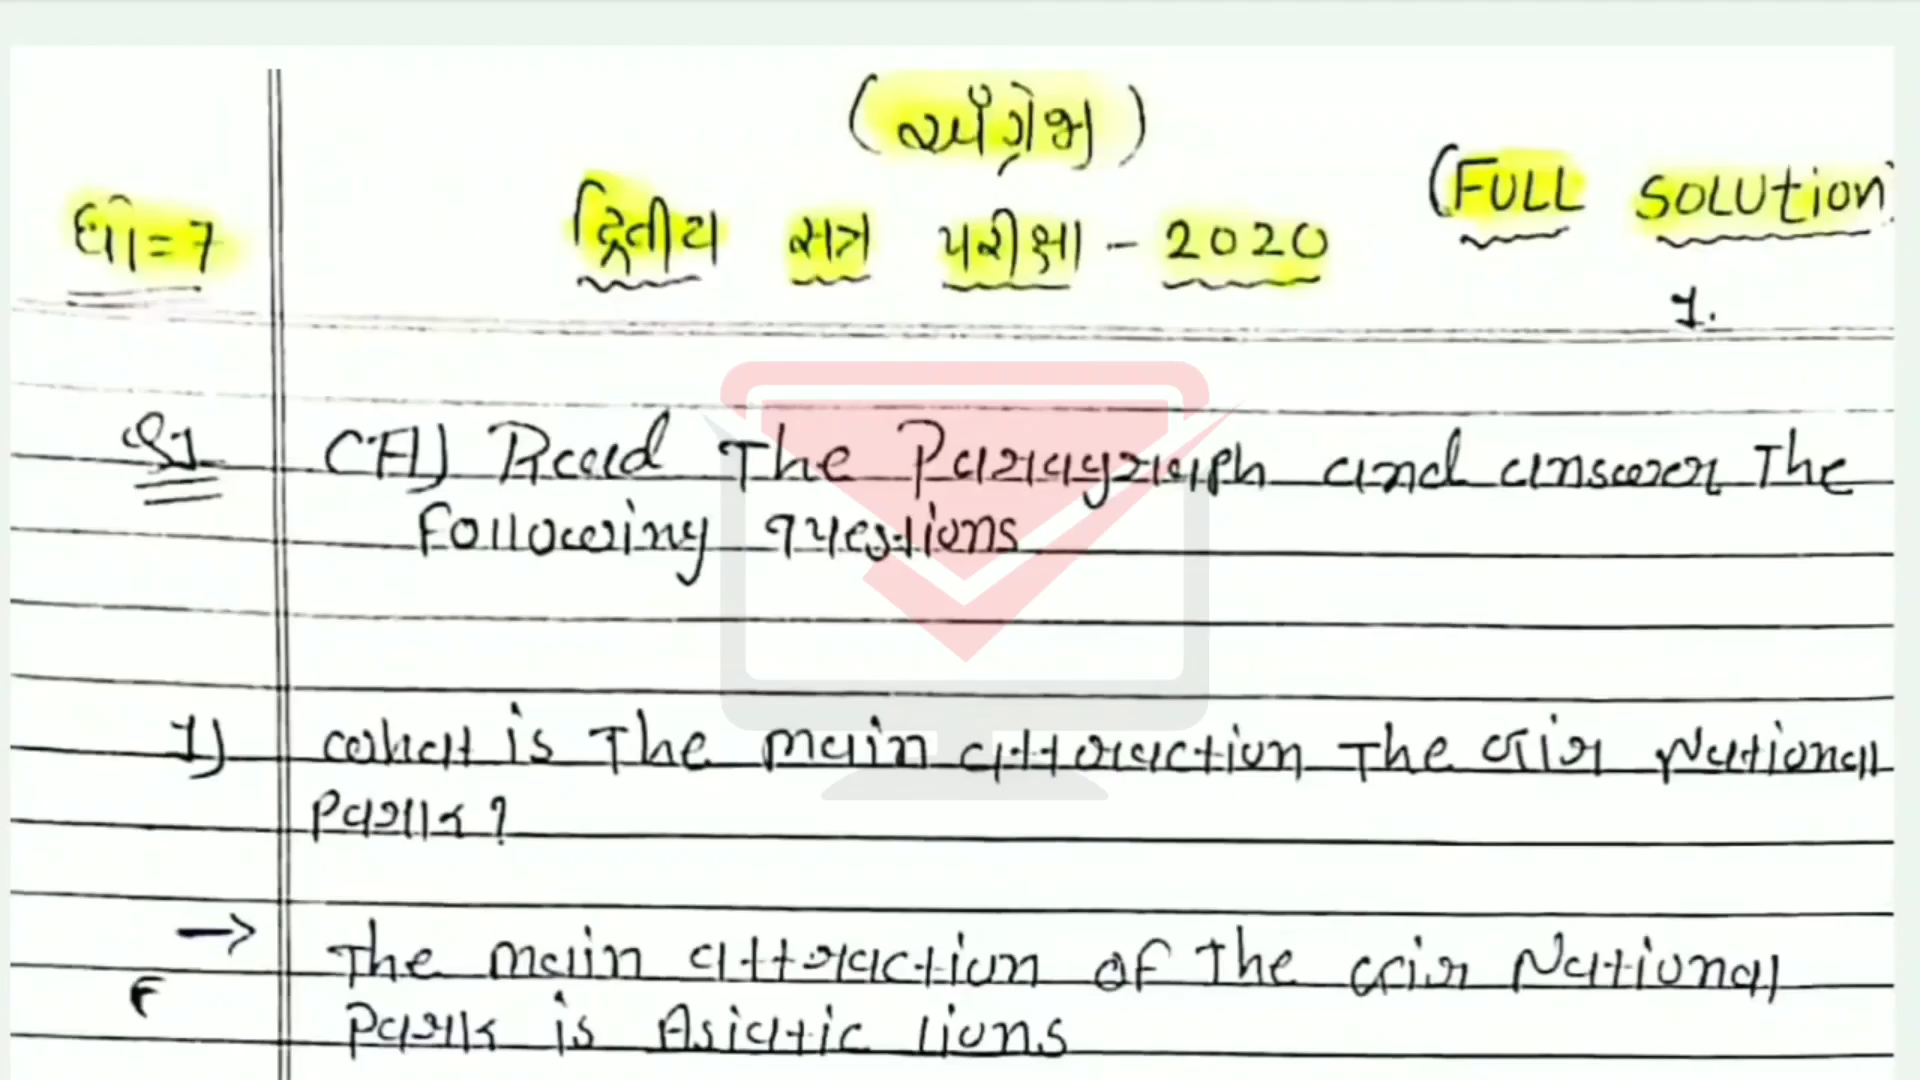 (અંગ્રેજી)
(FULL SOLUTION)
ધો=7
દ્વિતીય સત્ર પરીક્ષા - 2020
1.
Q1 (A) Read The Paragraph and answer The
Following questions
1) What is The main attraction The Gir National
Park?
→ The main attraction of The Gir National
Park is Asiatic lions